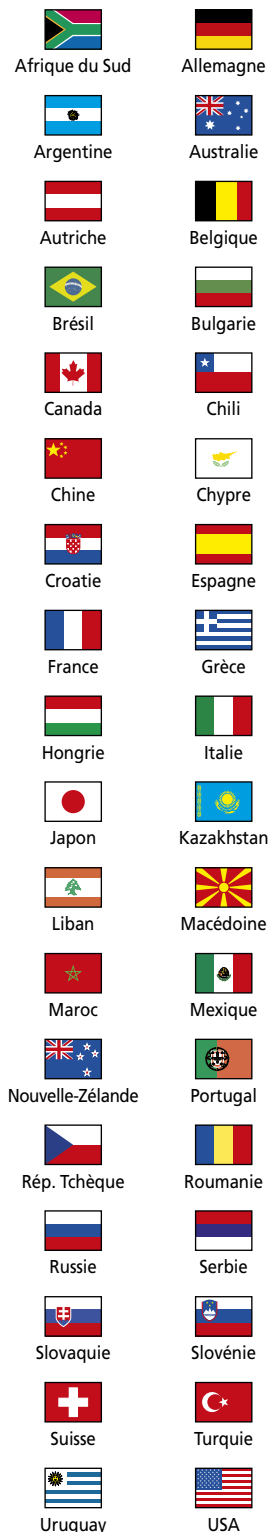 Afrique du Sud Allemagne
Argentine Australie
Autriche Belgique
Brésil Bulgarie
Canada Chili
Chine Chypre
Croatie Espagne
France Grèce
Hongrie Italie
Japon Kazakhstan
Liban Macédoine
Maroc Mexique
Nouvelle-Zélande Portugal
Rép. Tchèque Roumanie
Russie Serbie
Slovaquie Slovénie
Suisse Turquie
Uruguay USA